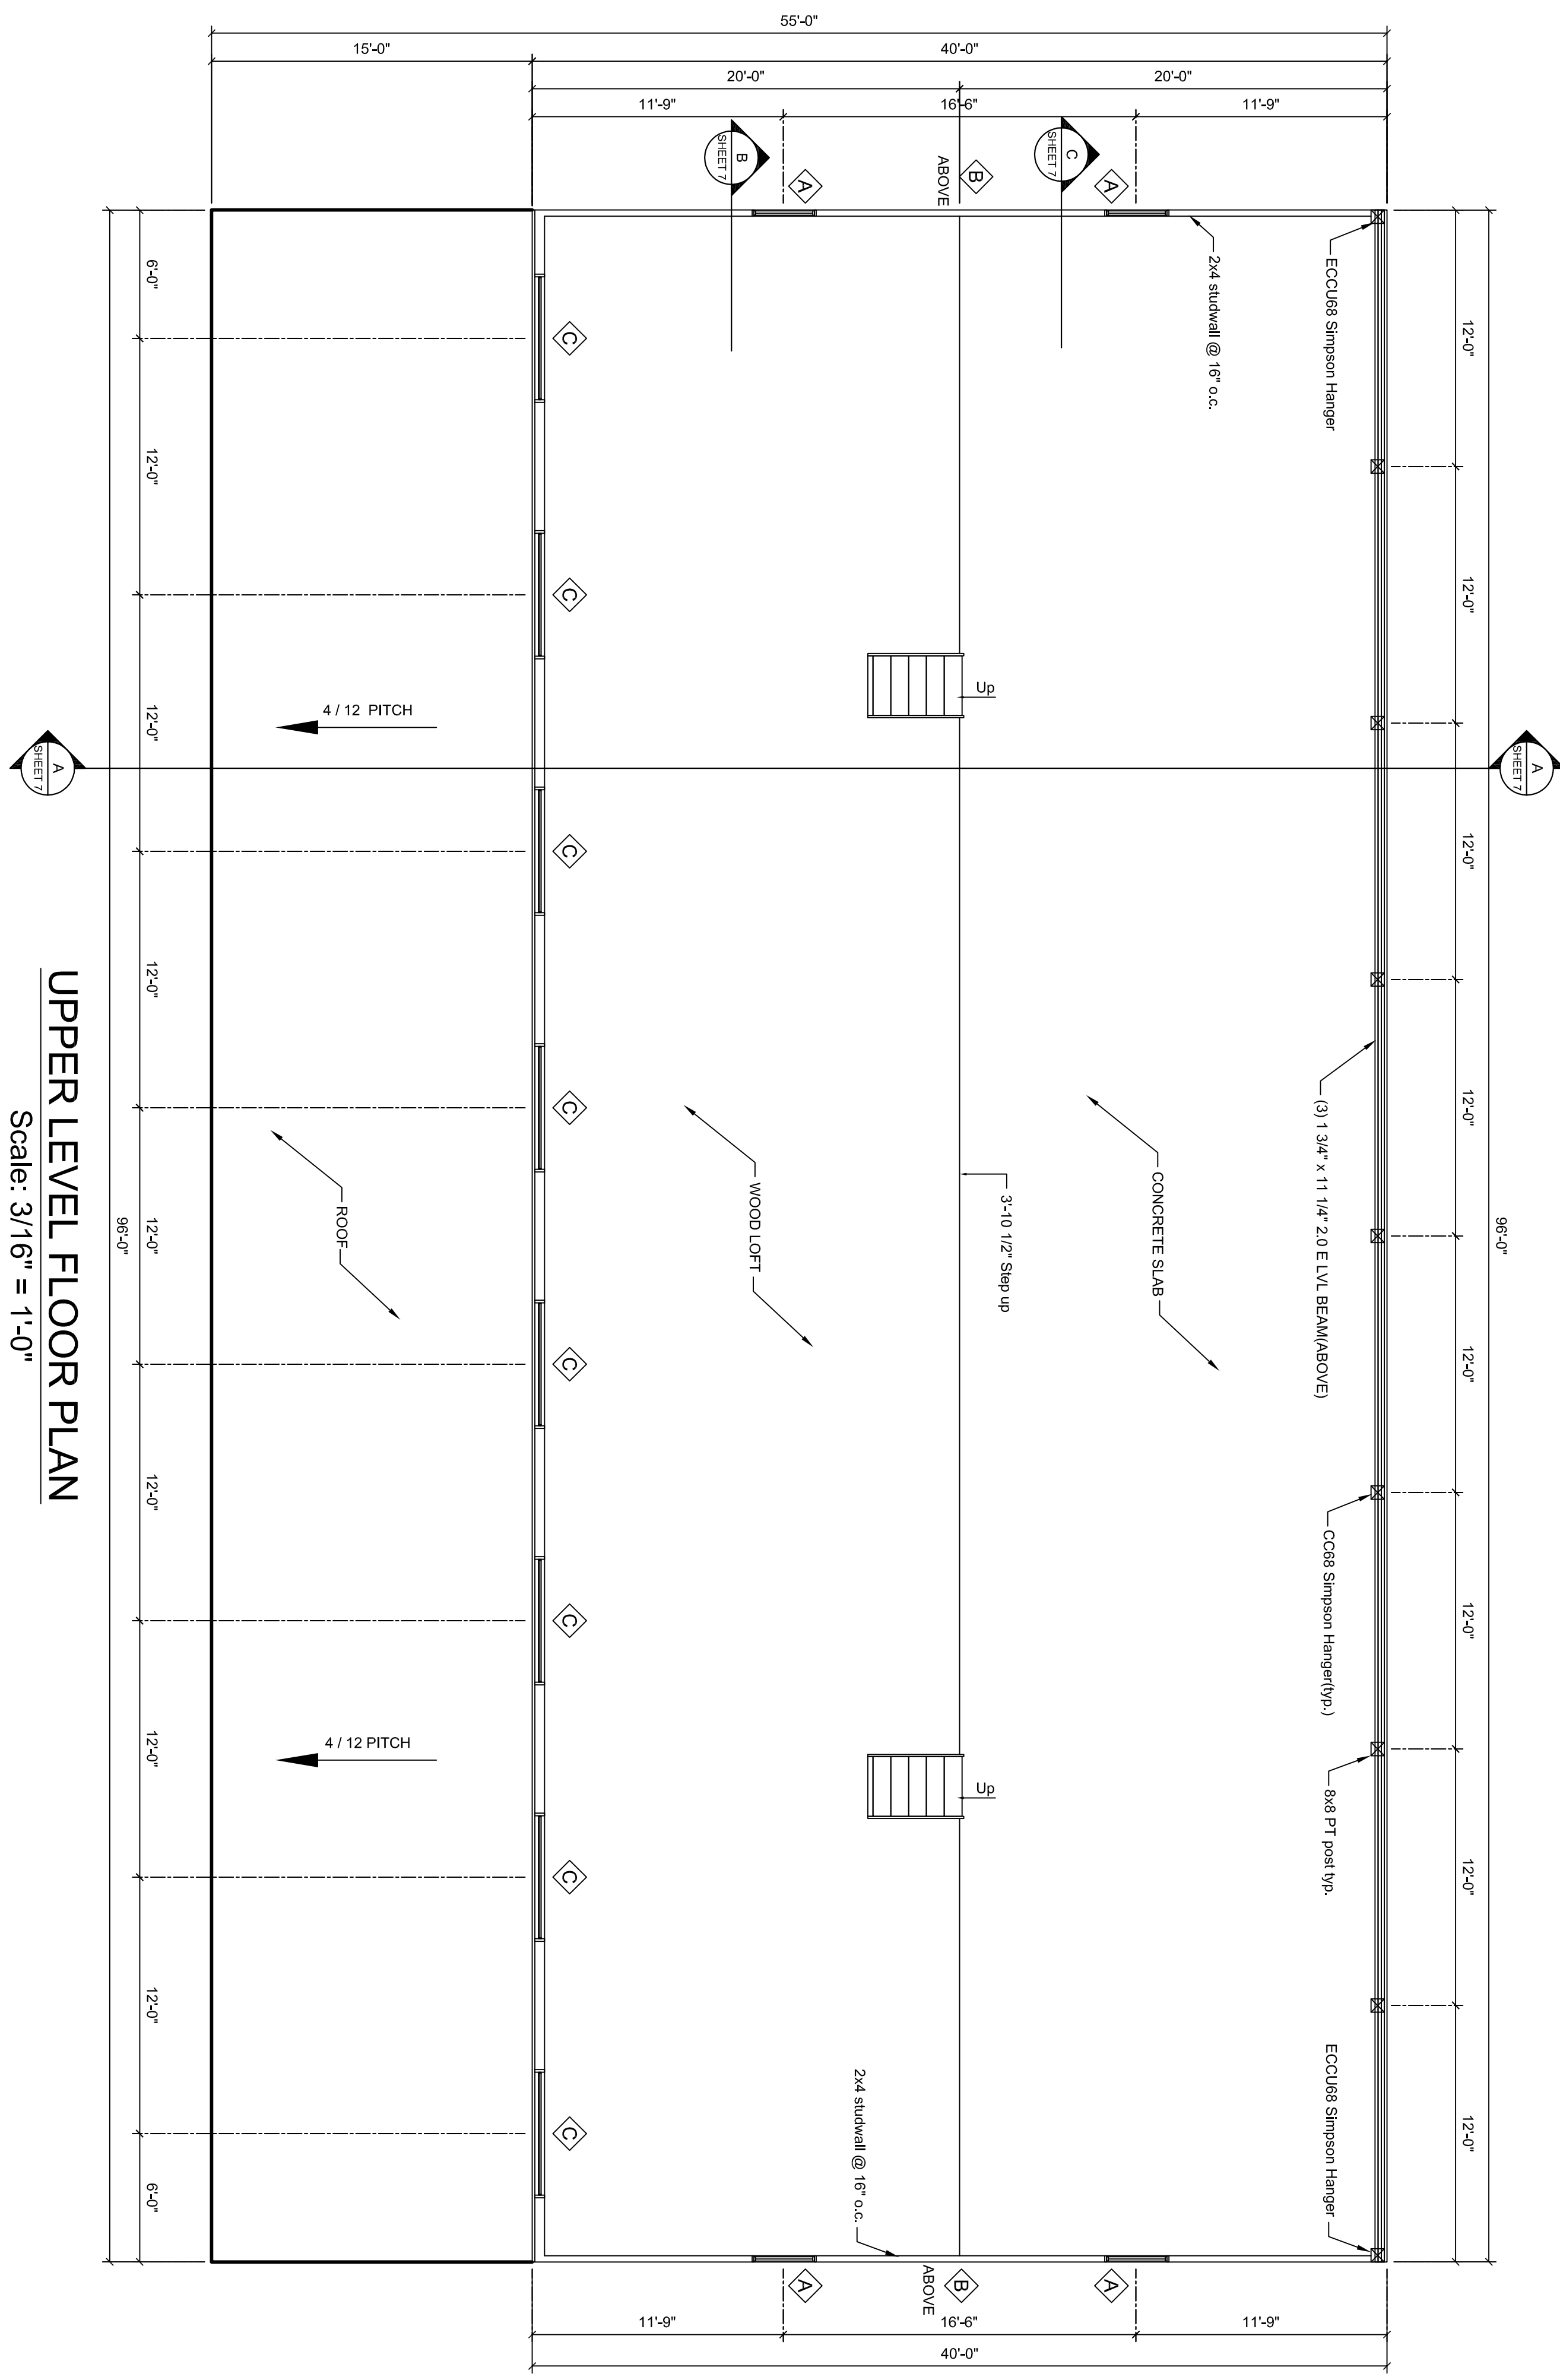 55'-0"
15'-0"
40'-0"
20'-0"
20'-0"
11'-9"
16'-6"
11'-9"
B
SHEET 7
C
SHEET 7
A
B
ABOVE
A
96'-0"
12'-0"
12'-0"
12'-0"
12'-0"
12'-0"
12'-0"
12'-0"
12'-0"
ECCU68 Simpson Hanger
(3) 1 3/4" x 11 1/4" 2.0 E LVL BEAM(ABOVE)
CC68 Simpson Hanger(typ.)
8x8 PT post typ.
ECCU68 Simpson Hanger
2x4 studwall @ 16" o.c.
CONCRETE SLAB
3'-10 1/2" Step up
Up
Up
WOOD LOFT
2x4 studwall @ 16" o.c.
C
C
C
C
C
C
C
C
4 / 12 PITCH
ROOF
4 / 12 PITCH
A
SHEET 7
A
SHEET 7
6'-0"
12'-0"
12'-0"
12'-0"
12'-0"
12'-0"
12'-0"
12'-0"
6'-0"
96'-0"
A
B
ABOVE
A
11'-9"
16'-6"
11'-9"
40'-0"
UPPER LEVEL FLOOR PLAN
Scale: 3/16" = 1'-0"